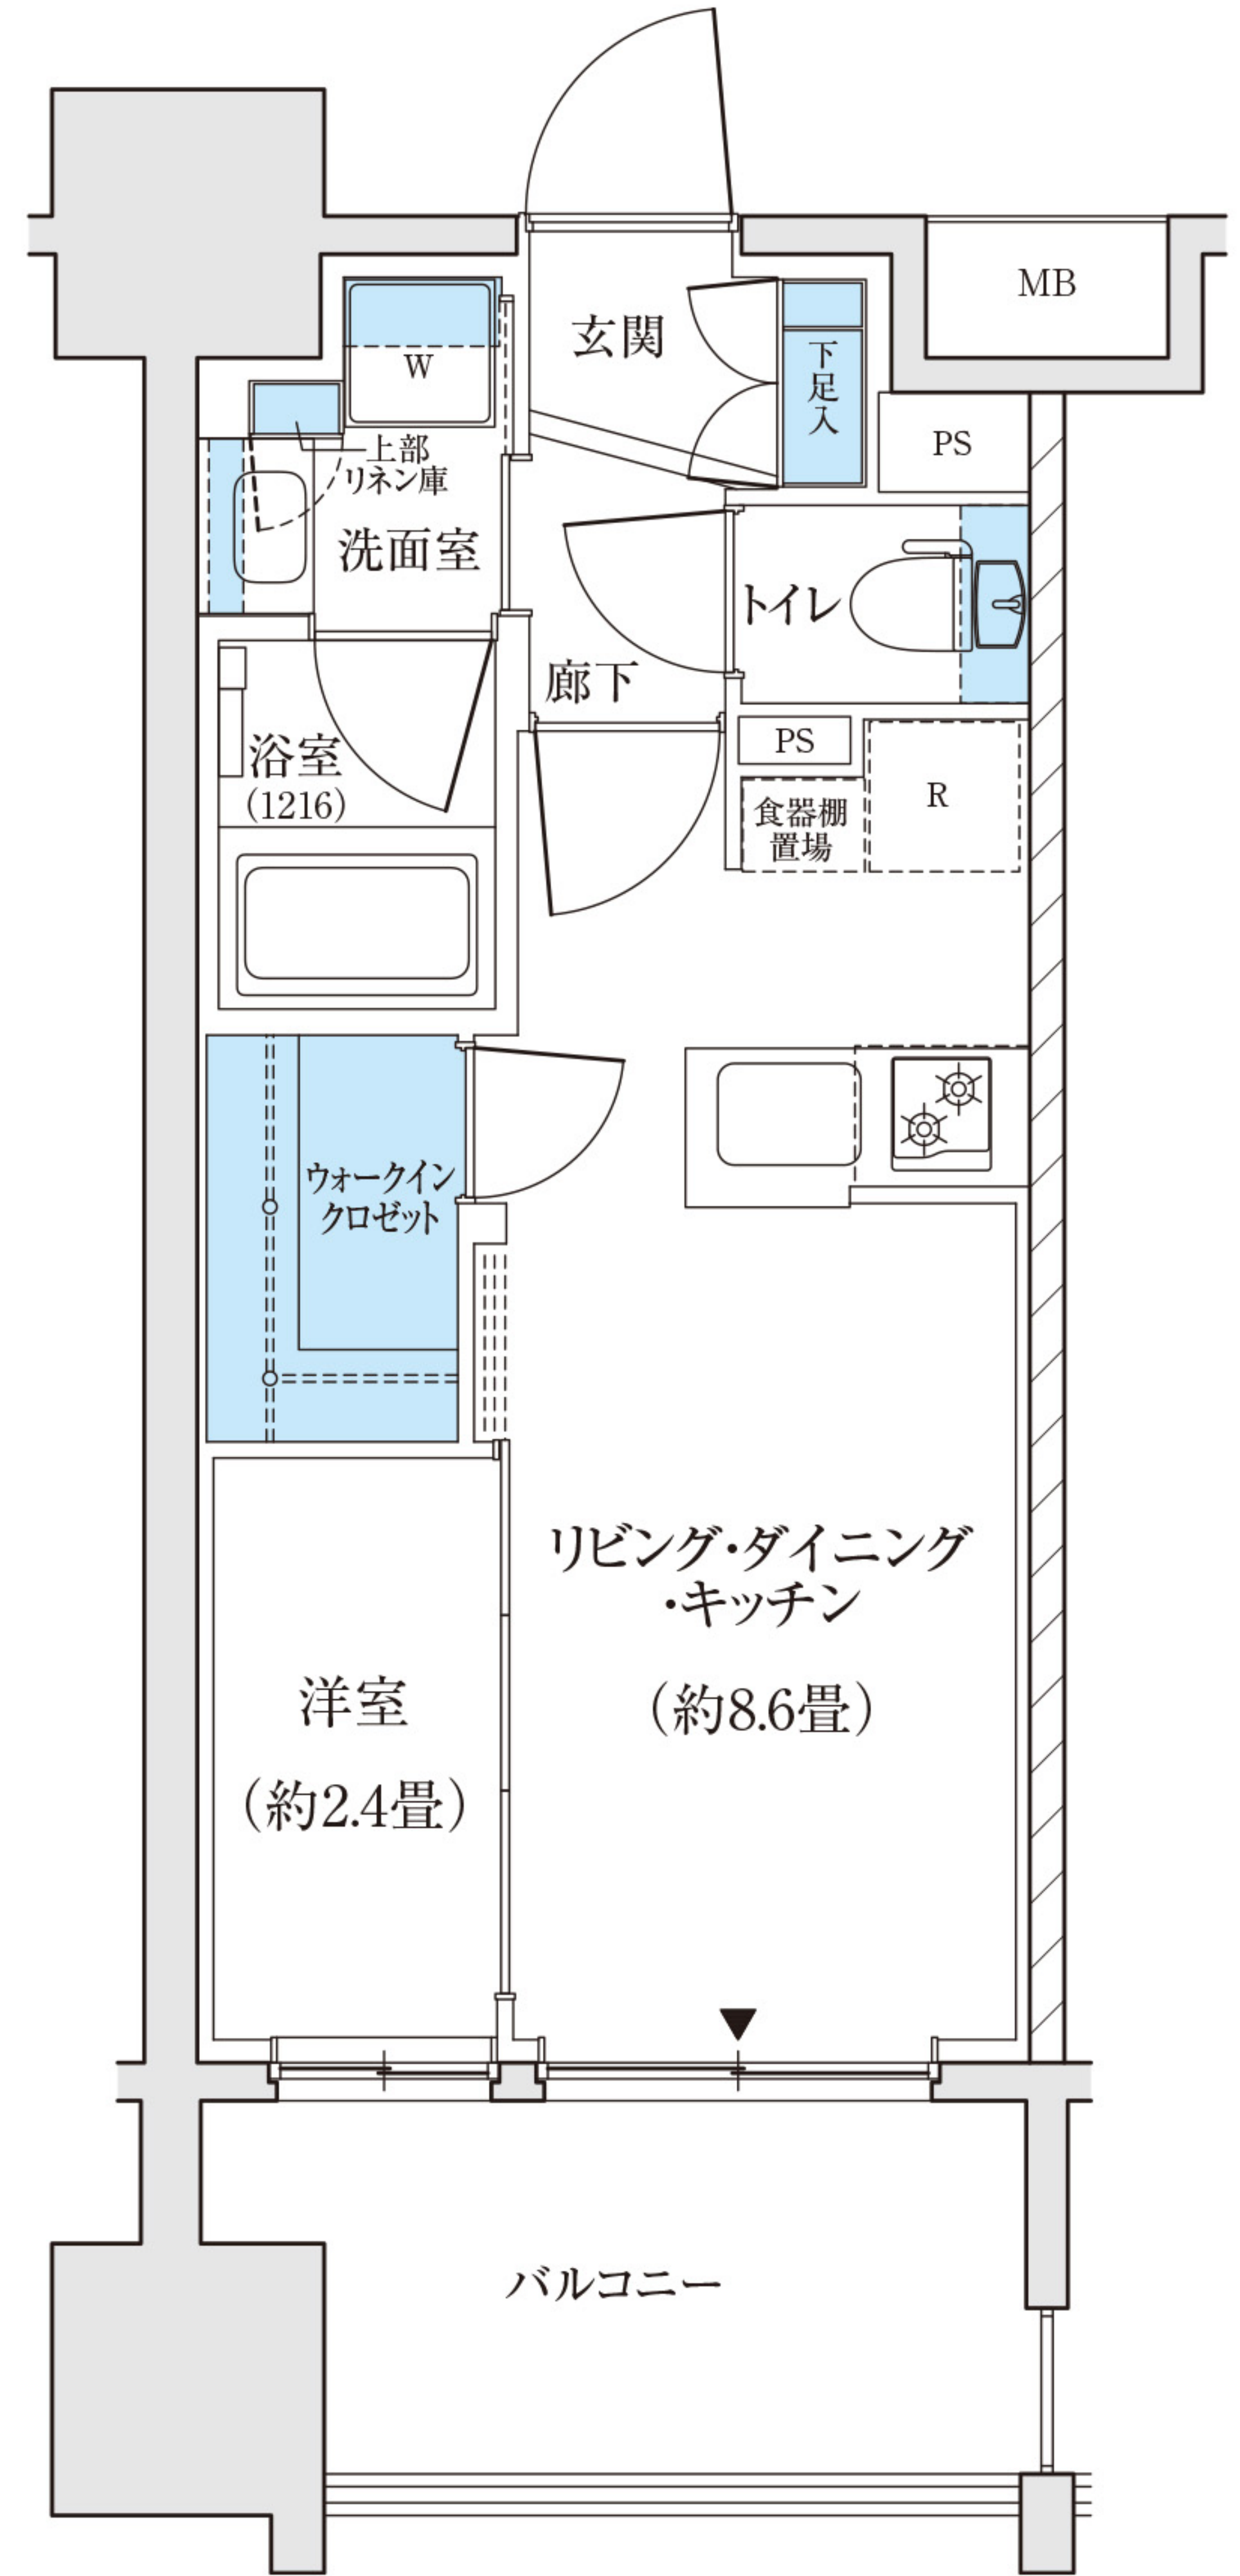 MB
玄関
下足入
W
PS
上部
リネン庫
洗面室
トイレ
廊下
浴室
(1216)
PS
食器棚
置場
R
ウォークイン
クロゼット
リビング・ダイニング
・キッチン
(約8.6畳)
洋室
(約2.4畳)
バルコニー